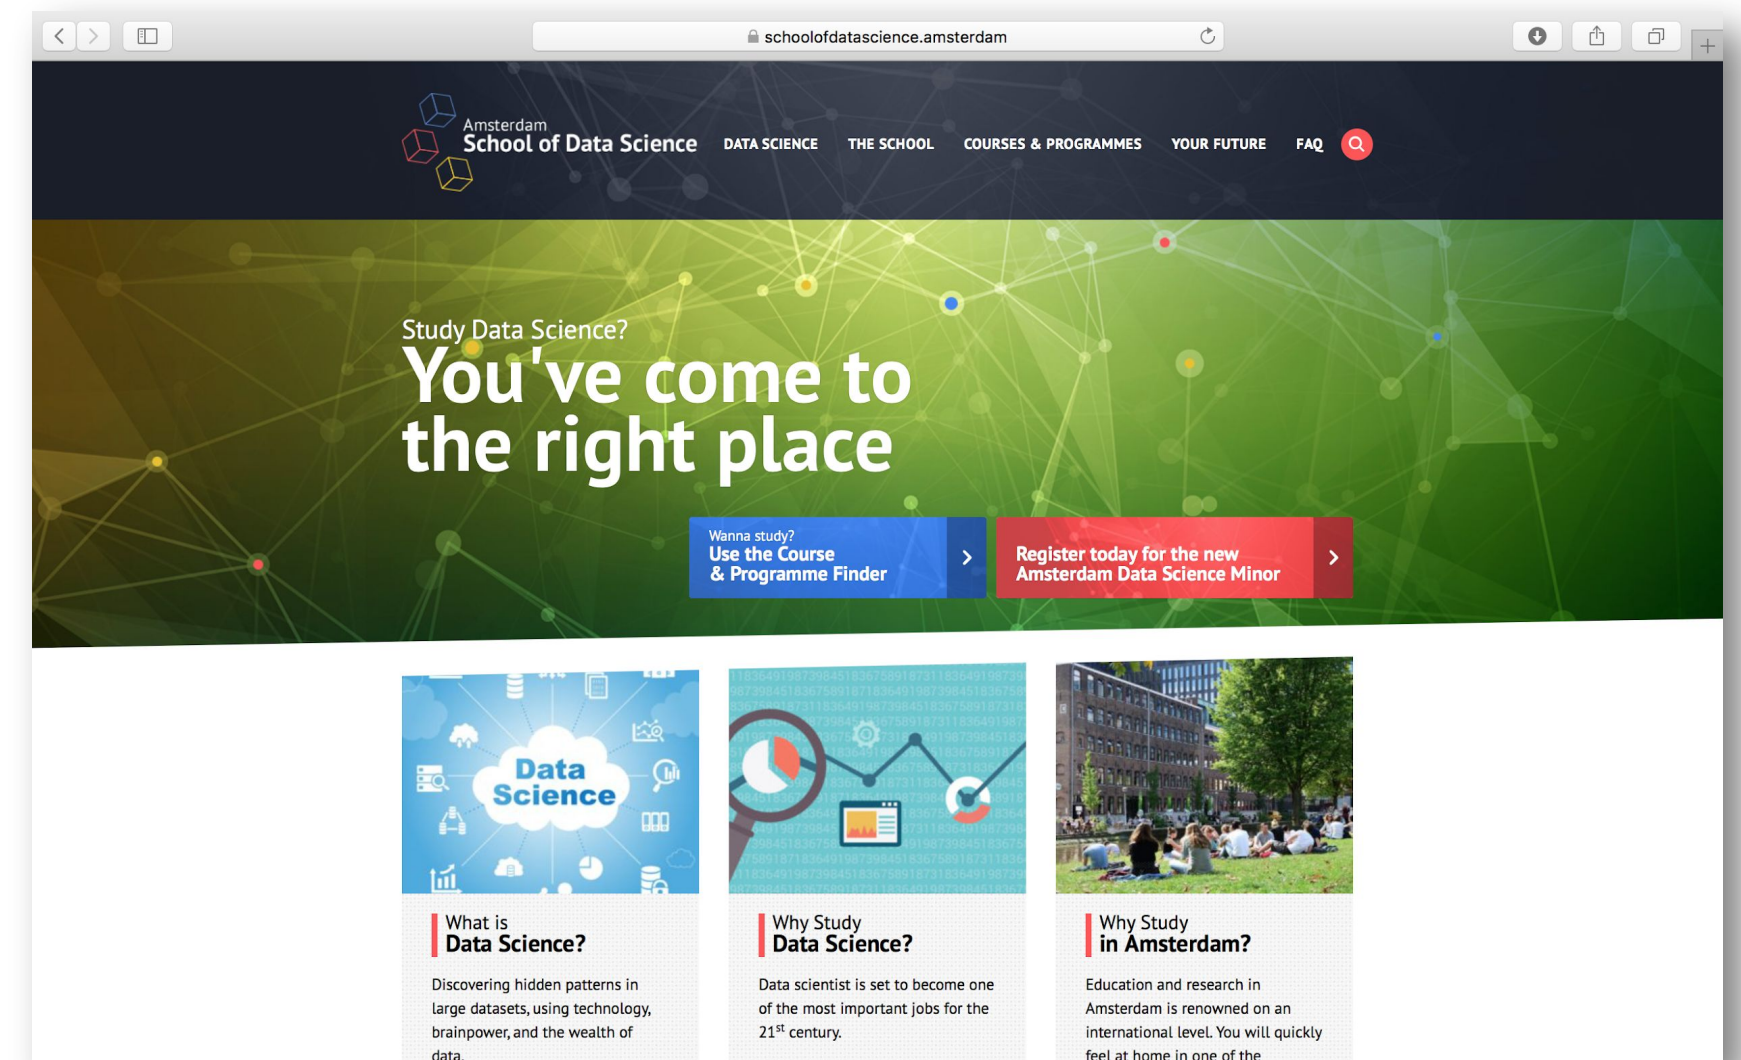 schoolofdatascience.amsterdam
Amsterdam
School of Data Science
DATA SCIENCE
THE SCHOOL
COURSES & PROGRAMMES
YOUR FUTURE
FAQ
Study Data Science?
You've come to
the right place
Wanna study?
Use the Course
& Programme Finder
Register today for the new
Amsterdam Data Science Minor
Data
Science
What is
Data Science?
Discovering hidden patterns in
large datasets, using technology,
brainpower, and the wealth of
data.
Why Study
Data Science?
Data scientist is set to become one
of the most important jobs for the
21st century.
Why Study
in Amsterdam?
Education and research in
Amsterdam is renowned on an
international level. You will quickly
feel at home in one of the